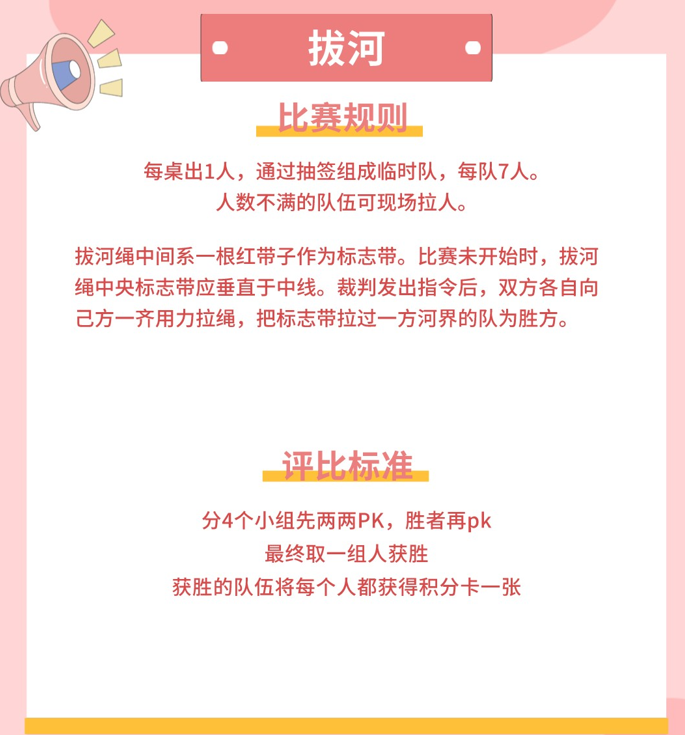 拔河
比赛规则
每桌出1人，通过抽签组成临时队，每队7人。
人数不满的队伍可现场拉人。
拔河绳中间系一根红带子作为标志带。比赛未开始时，拔河
绳中央标志带应垂直于中线。裁判发出指令后，双方各自向
己方一齐用力拉绳，把标志带拉过一方河界的队为胜方。
评比标准
分4个小组先两两PK，胜者再pk
最终取一组人获胜
获胜的队伍将每个人都获得积分卡一张